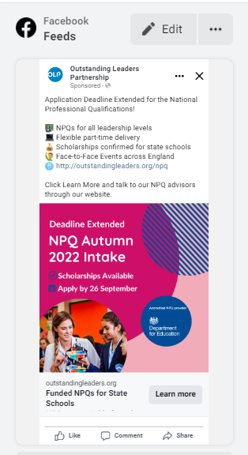 Facebook
Feeds
Edit
OLP
Outstanding Leaders
Partnership
Sponsored ·
Application Deadline Extended for the National
Professional Qualifications!
NPQs for all leadership levels
Flexible part-time delivery
Scholarships confirmed for state schools
Face-to-Face Events across England
http://outstandingleaders.org/npq
Click Learn More and talk to our NPQ advisors
through our website.
Deadline Extended
NPQ Autumn
2022 Intake
Scholarships Available
Apply by 26 September
Accredited NPQ provider
Department
for Education
outstandingleaders.org
Funded NPQs for State
Schools
Learn more
Like
Comment
Share